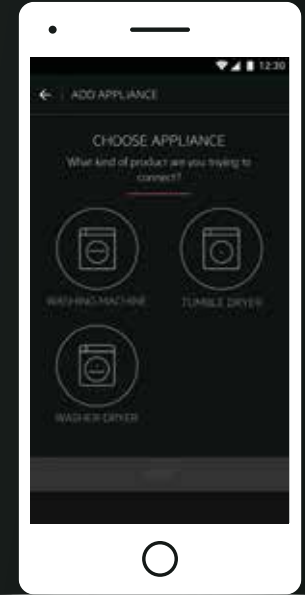 12:30
ADD APPLIANCE
CHOOSE APPLIANCE
What kind of product are you trying to
connect?
WASHING MACHINE
TUMBLE DRYER
WASHER DRYER